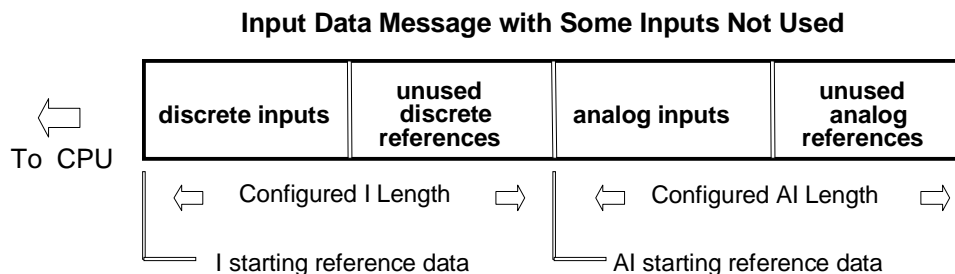 Input Data Message with Some Inputs Not Used
discrete inputs
unused
discrete
references
analog inputs
unused
analog
references
To CPU
Configured I Length
Configured AI Length
I starting reference data
AI starting reference data